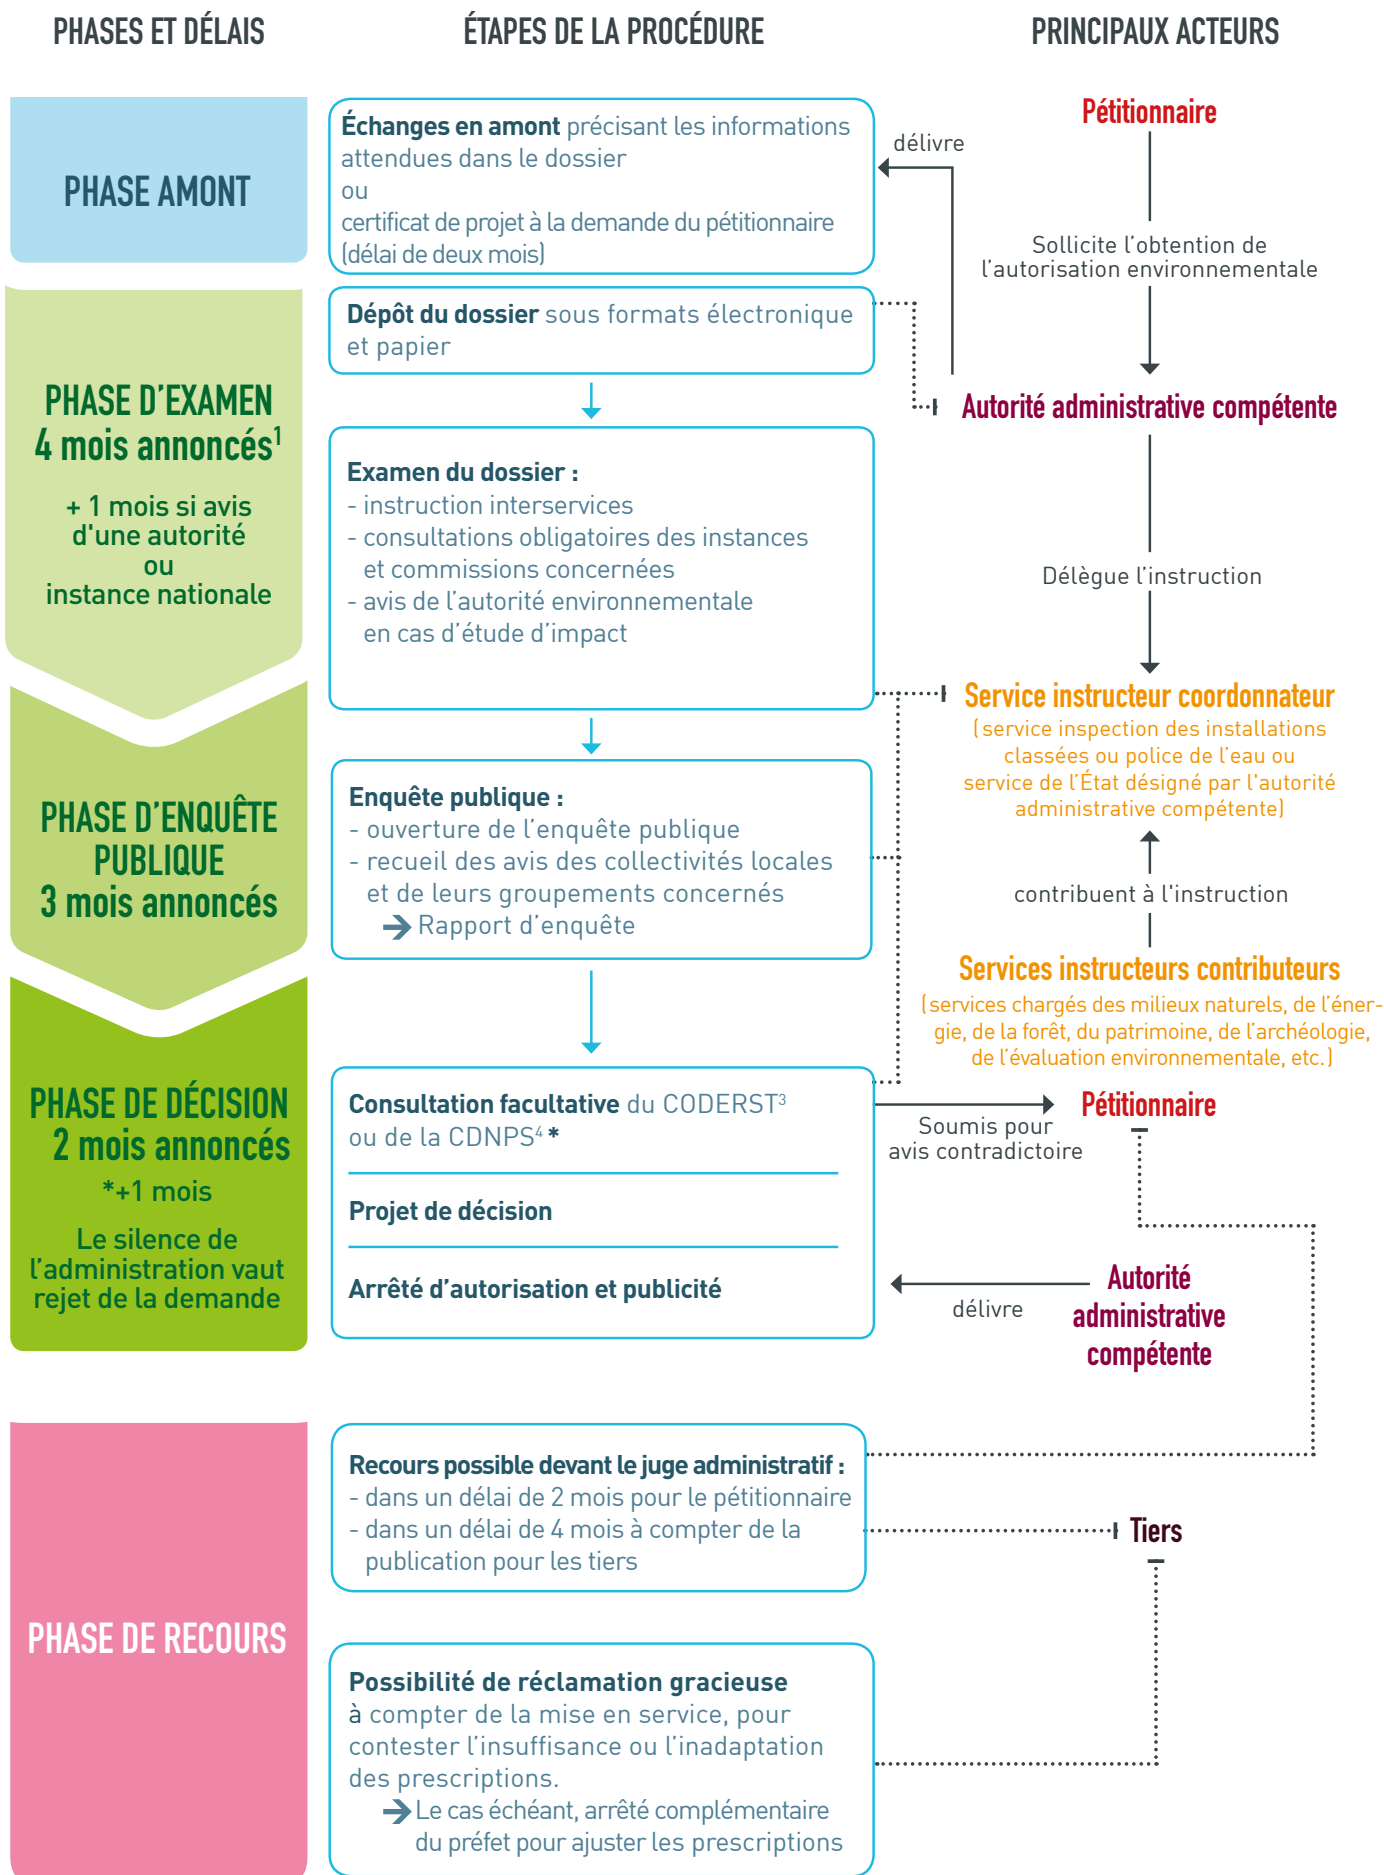 PHASES ET DÉLAIS
ÉTAPES DE LA PROCÉDURE
PRINCIPAUX ACTEURS
PHASE AMONT
Échanges en amont précisant les informations
attendues dans le dossier
ou
certificat de projet à la demande du pétitionnaire
(délai de deux mois)
délivre
Pétitionnaire
Sollicite l’obtention de
l’autorisation environnementale
Dépôt du dossier sous formats électronique
et papier
Autorité administrative compétente
PHASE D’EXAMEN
4 mois annoncés¹
+ 1 mois si avis
d'une autorité
ou
instance nationale
Examen du dossier :
- instruction interservices
- consultations obligatoires des instances
et commissions concernées
- avis de l’autorité environnementale
en cas d’étude d’impact
Délègue l’instruction
Service instructeur coordonnateur
(service inspection des installations
classées ou police de l’eau ou
service de l’État désigné par l'autorité
administrative compétente)
PHASE D’ENQUÊTE
PUBLIQUE
3 mois annoncés
Enquête publique :
- ouverture de l’enquête publique
- recueil des avis des collectivités locales
et de leurs groupements concernés
➔ Rapport d’enquête
contribuent à l'instruction
Services instructeurs contributeurs
(services chargés des milieux naturels, de l’éner-
gie, de la forêt, du patrimoine, de l’archéologie,
de l’évaluation environnementale, etc.)
PHASE DE DÉCISION
2 mois annoncés
*+1 mois
Le silence de
l’administration vaut
rejet de la demande
Consultation facultative du CODERST³
ou de la CDNPS⁴ *
Projet de décision
Arrêté d’autorisation et publicité
Soumis pour
avis contradictoire
Pétitionnaire
délivre
Autorité
administrative
compétente
PHASE DE RECOURS
Recours possible devant le juge administratif :
- dans un délai de 2 mois pour le pétitionnaire
- dans un délai de 4 mois à compter de la
publication pour les tiers
Tiers
Possibilité de réclamation gracieuse
à compter de la mise en service, pour
contester l’insuffisance ou l’inadaptation
des prescriptions.
➔ Le cas échéant, arrêté complémentaire
du préfet pour ajuster les prescriptions